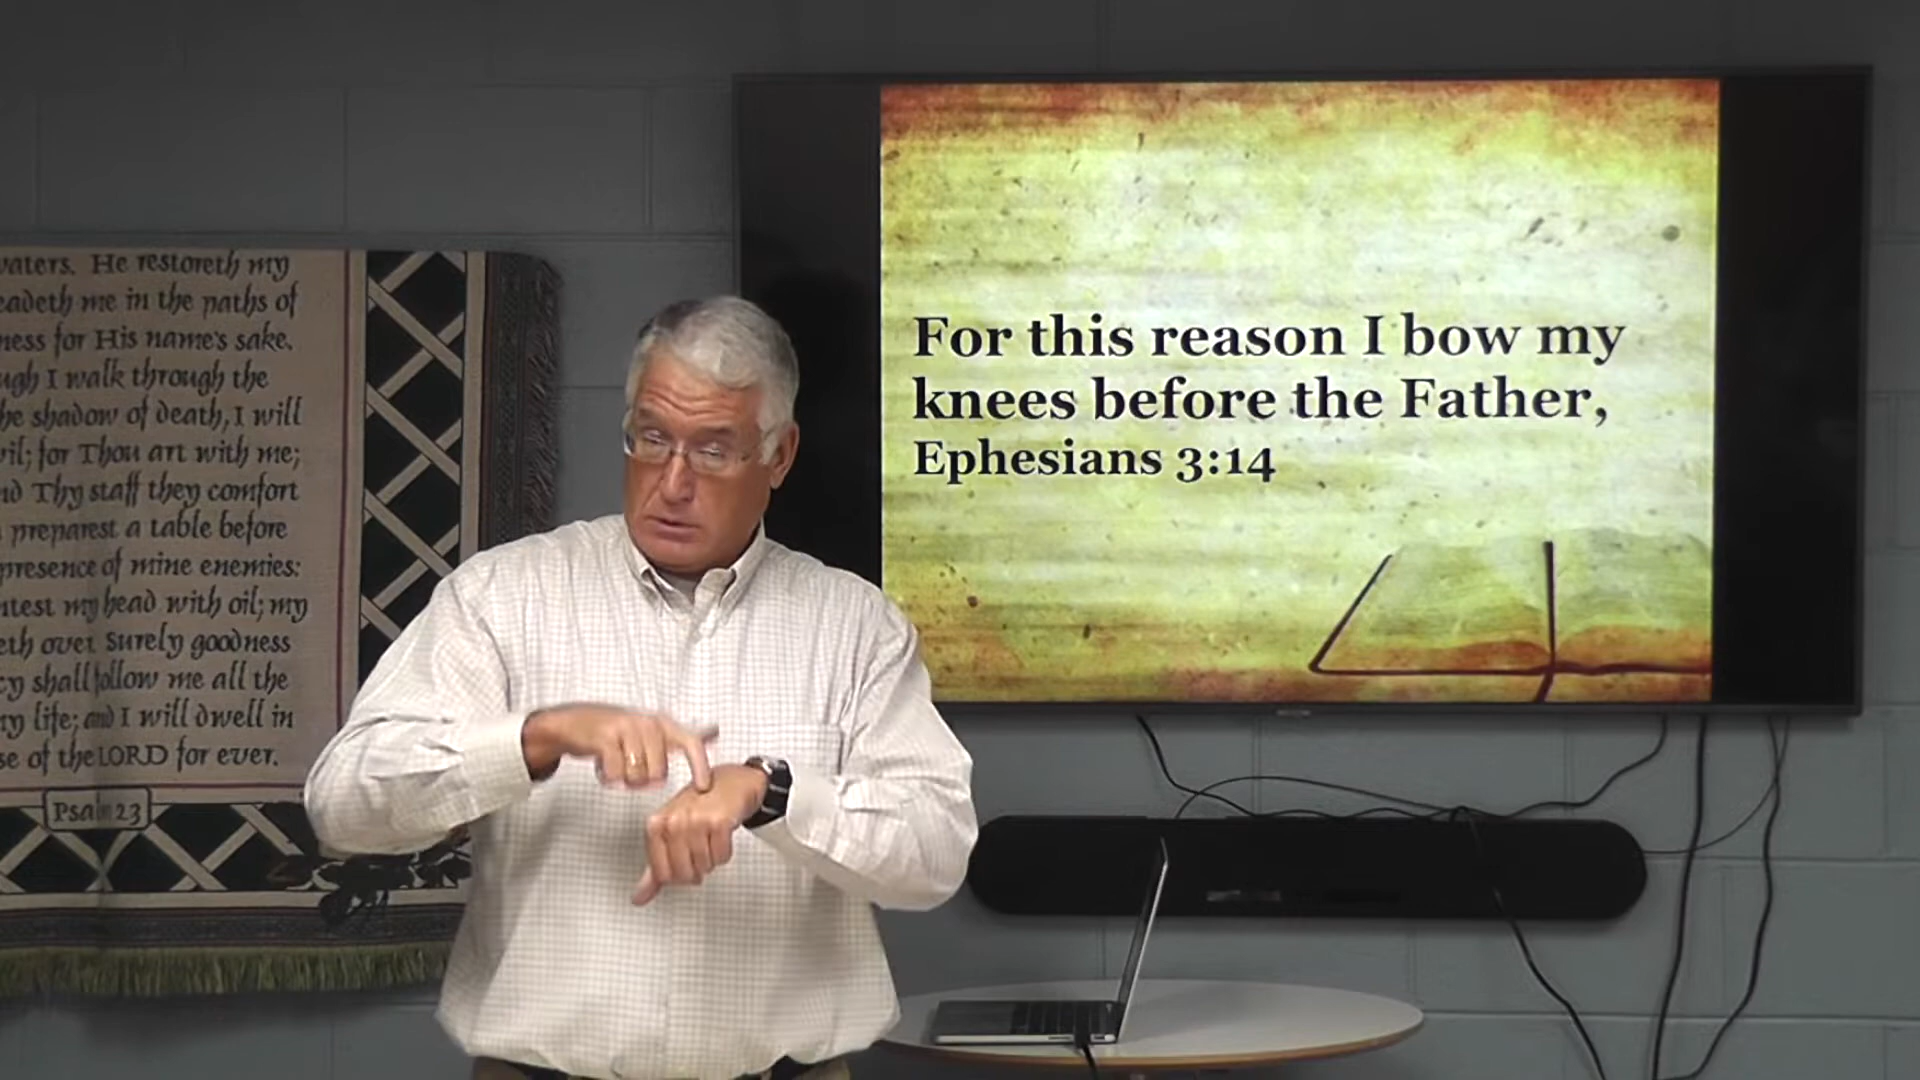 waters. He restoreth my
leadeth me in the paths of
ness for His name's sake.
ugh I walk through the
he shadow of death, I will
vil; for Thou art with me;
nd Thy staff they comfort
preparest a table before
presence of mine enemies:
ntest my head with oil; my
eth over surely goodness
cy shall follow me all the
my life; and I will dwell in
se of the LORD for ever.
Psalm 23
For this reason I bow my
knees before the Father,
Ephesians 3:14